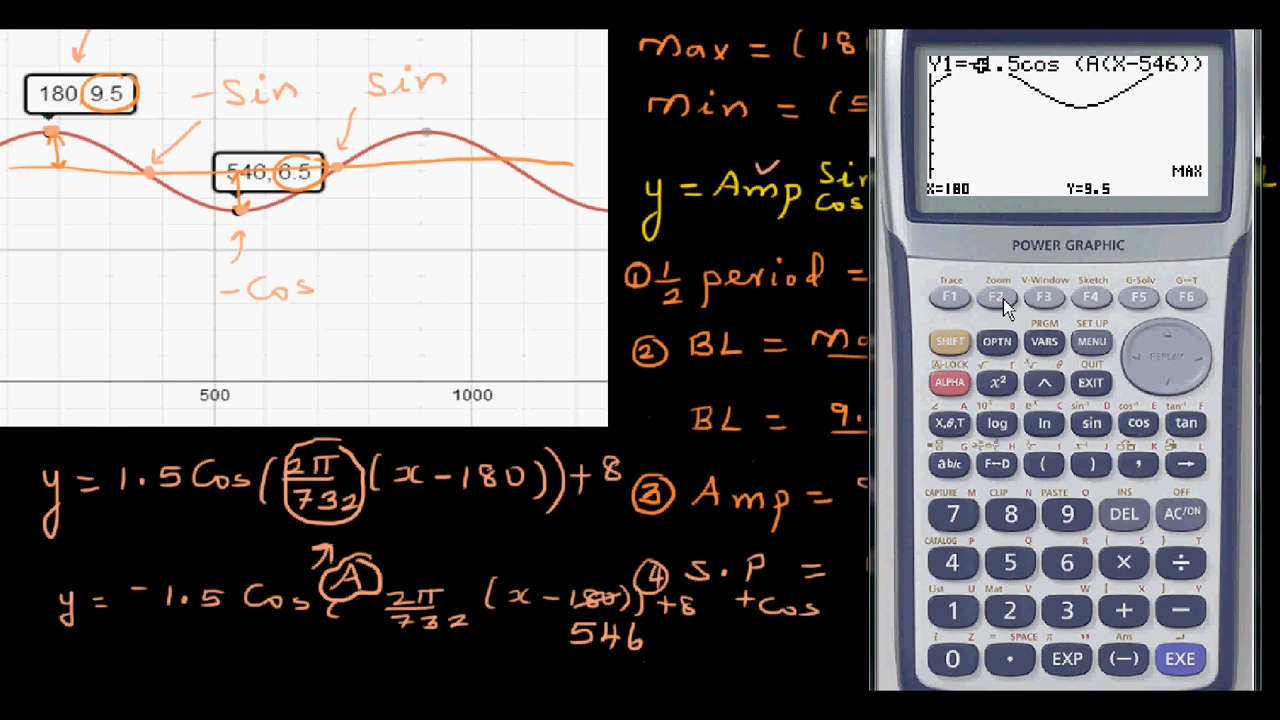 180, 9.5
-Sin
Sin
546, 6.5
-Cos
500
1000
y = 1.5 Cos(2π/732(x-180))+8
y = -1.5 Cos(A 2π/732 (x-180))+8
546
Max = (18
Min = (5
y = Amp Sin
Cos
① 1/2 period =
② BL =
BL = 9.
③ Amp =
④ S.P =
+Cos
MAX
X=180 Y=9.5
POWER GRAPHIC
Trace Zoom V-Window Sketch G-Solv G↔T
F1 F2 F3 F4 F5 F6
PRGM SET UP
SHIFT OPTN VARS MENU
REPLAY
A-LOCK QUIT
ALPHA x² ^ EXIT
X,θ,T log ln sin cos tan
a b/c F↔D ( ) , →
CAPTURE M CLIP N PASTE O INS OFF
7 8 9 DEL AC/ON
CATALOG P Q R S T
4 5 6 × ÷
List U Mat V W [ X ] Y
1 2 3 + −
Z SPACE Ans
0 . EXP (−) EXE